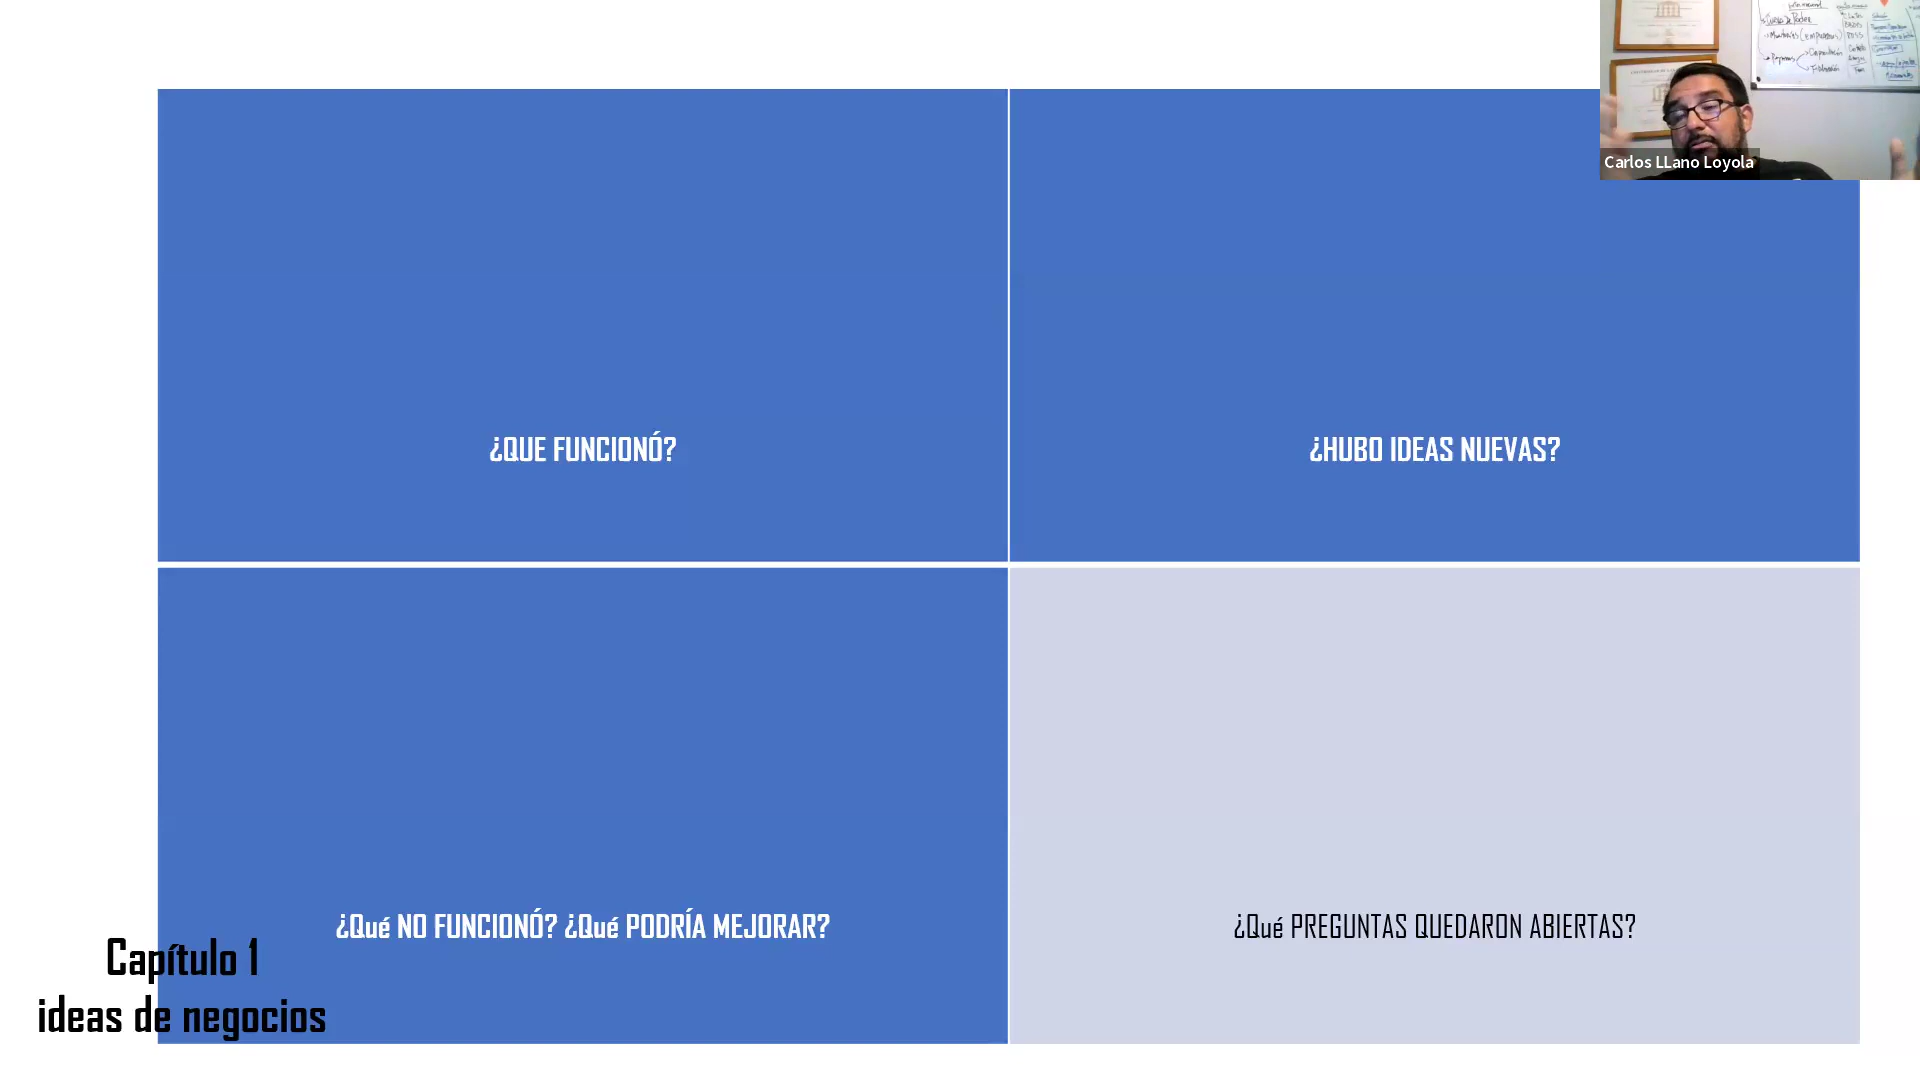 Carlos LLano Loyola
¿QUE FUNCIONÓ?
¿HUBO IDEAS NUEVAS?
¿Qué NO FUNCIONÓ? ¿Qué PODRÍA MEJORAR?
¿Qué PREGUNTAS QUEDARON ABIERTAS?
Capítulo 1
ideas de negocios